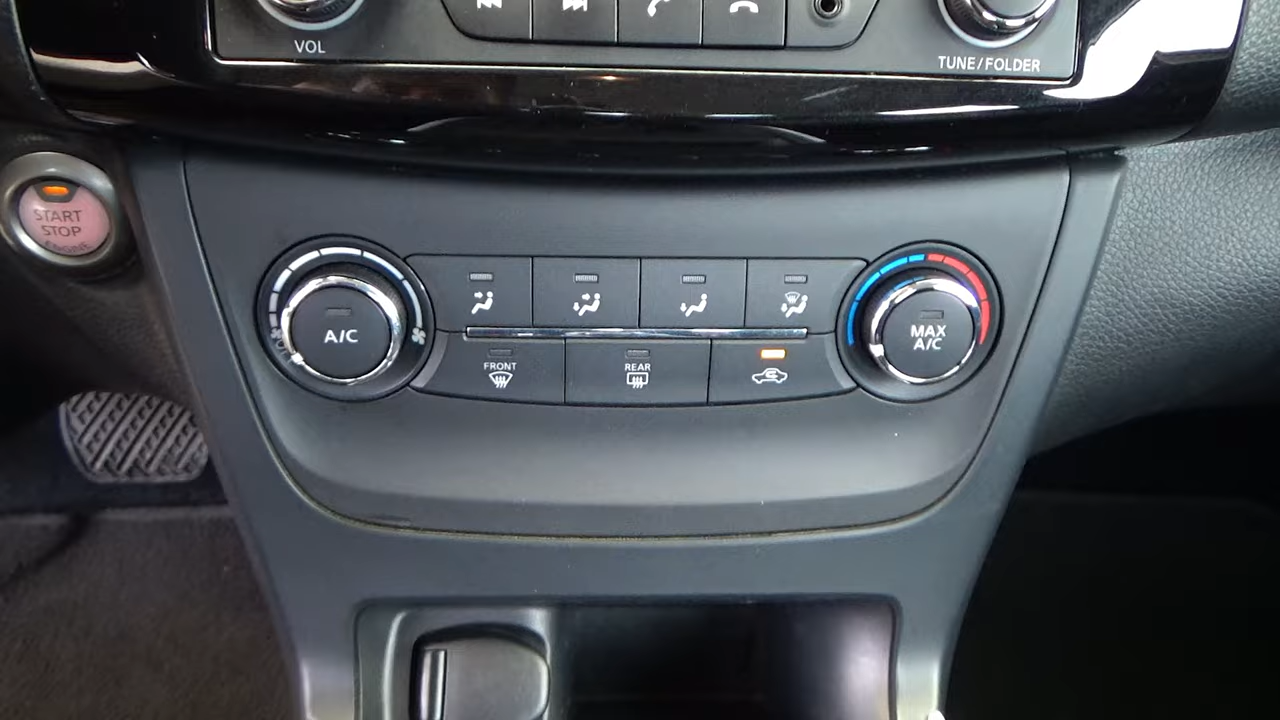 VOL
TUNE/FOLDER
START
STOP
ENGINE
A/C
MAX
A/C
FRONT
REAR